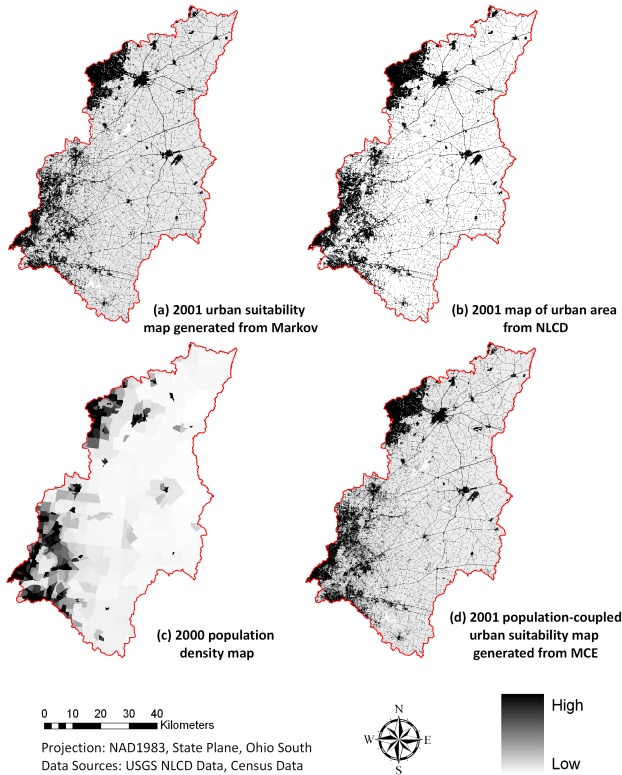 (a) 2001 urban suitability
map generated from Markov
(b) 2001 map of urban area
from NLCD
(c) 2000 population
density map
(d) 2001 population-coupled
urban suitability map
generated from MCE
0 5 10 20 30 40
Kilometers
Projection: NAD1983, State Plane, Ohio South
Data Sources: USGS NLCD Data, Census Data
N
W E
S
High
Low